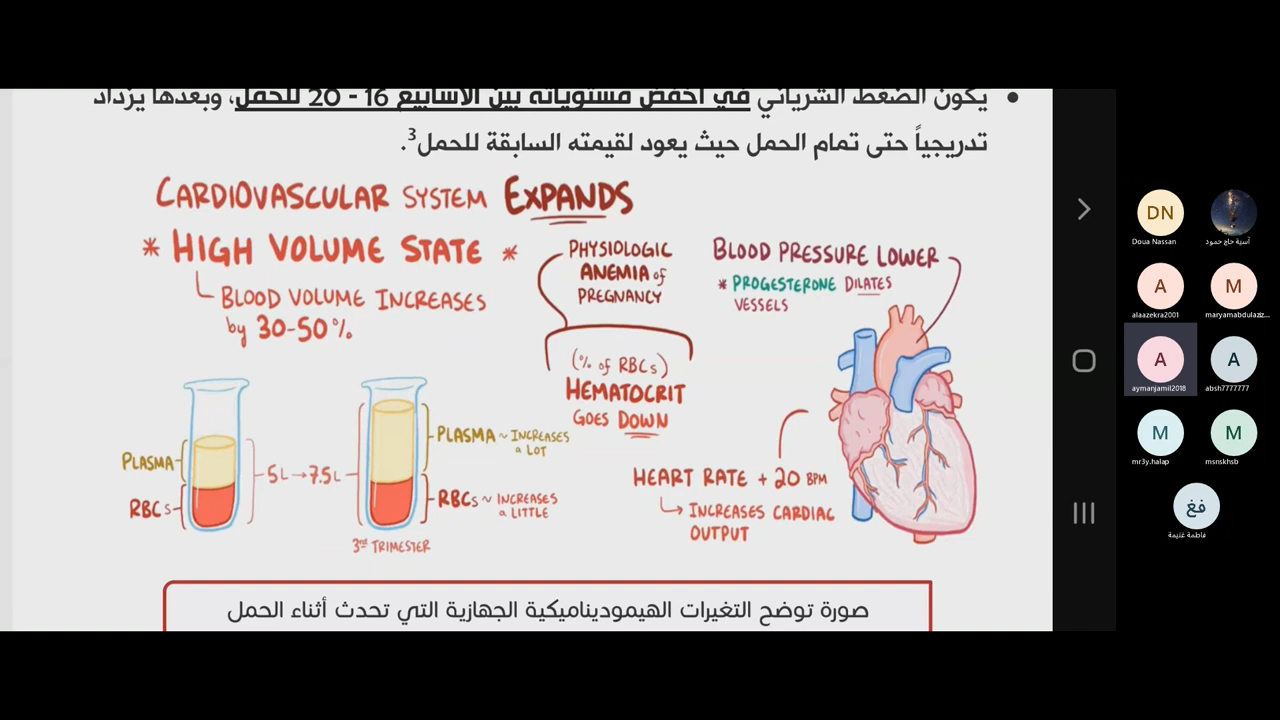 يكون الضغط الشرياني في أخفض مستوياته بين الأسابيع 16 - 20 للحمل، وبعدها يزداد
تدريجياً حتى تمام الحمل حيث يعود لقيمته السابقة للحمل³.
CARDIOVASCULAR SYSTEM EXPANDS
* HIGH VOLUME STATE *
BLOOD VOLUME INCREASES
by 30-50%
PHYSIOLOGIC
ANEMIA of
PREGNANCY
(% of RBCs)
HEMATOCRIT
GOES DOWN
BLOOD PRESSURE LOWER
* PROGESTERONE DILATES
VESSELS
PLASMA
RBCs
5L→7.5L
PLASMA ~ INCREASES
a LOT
RBCs ~ INCREASES
a LITTLE
3rd TRIMESTER
HEART RATE + 20 BPM
INCREASES CARDIAC
OUTPUT
صورة توضح التغيرات الهيموديناميكية الجهازية التي تحدث أثناء الحمل
DN
Doua Nassan
آسية حاج حمود
A
alaazekra2001
M
maryamabdulaziz...
A
aymanjamil2018
A
absh7777777
M
mr3y.halap
M
msnskhsb
فغ
فاطمة غنيمة